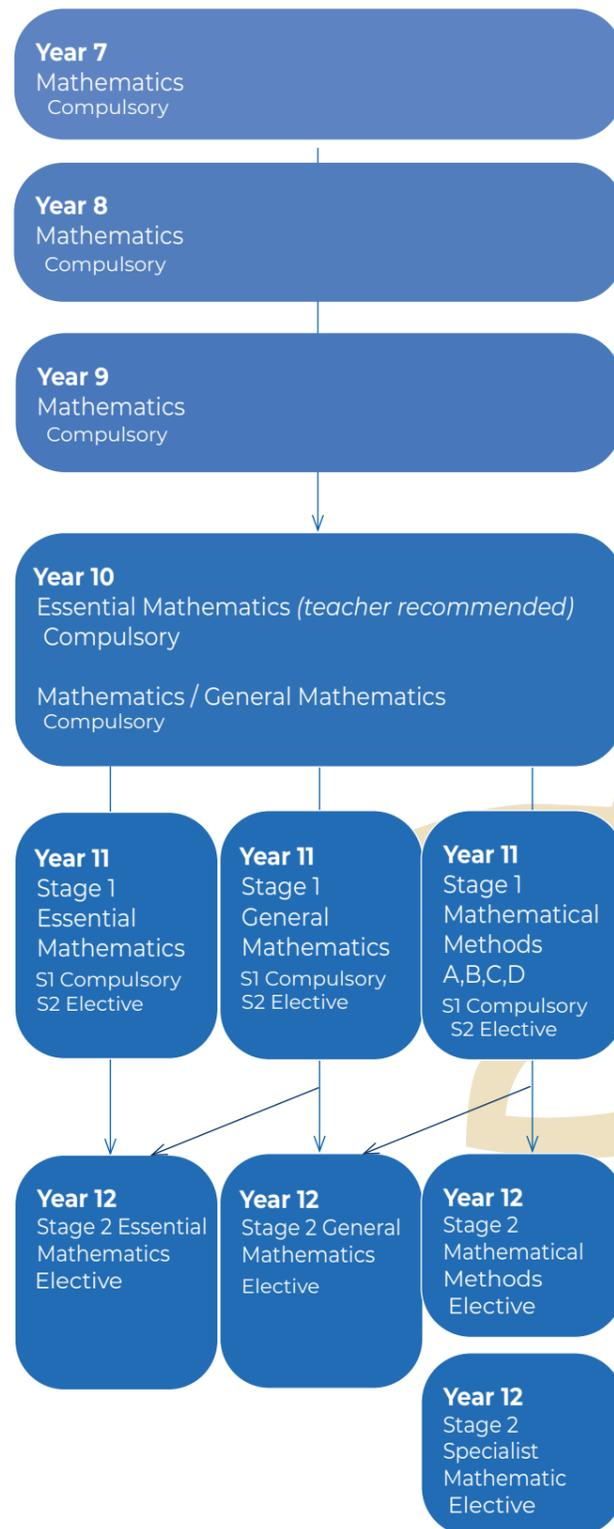 Year 7
Mathematics
Compulsory
Year 8
Mathematics
Compulsory
Year 9
Mathematics
Compulsory
Year 10
Essential Mathematics (teacher recommended)
Compulsory
Mathematics / General Mathematics
Compulsory
Year 11
Stage 1
Essential
Mathematics
S1 Compulsory
S2 Elective
Year 11
Stage 1
General
Mathematics
S1 Compulsory
S2 Elective
Year 11
Stage 1
Mathematical
Methods
A,B,C,D
S1 Compulsory
S2 Elective
Year 12
Stage 2 Essential
Mathematics
Elective
Year 12
Stage 2 General
Mathematics
Elective
Year 12
Stage 2
Mathematical
Methods
Elective
Year 12
Stage 2
Specialist
Mathematic
Elective